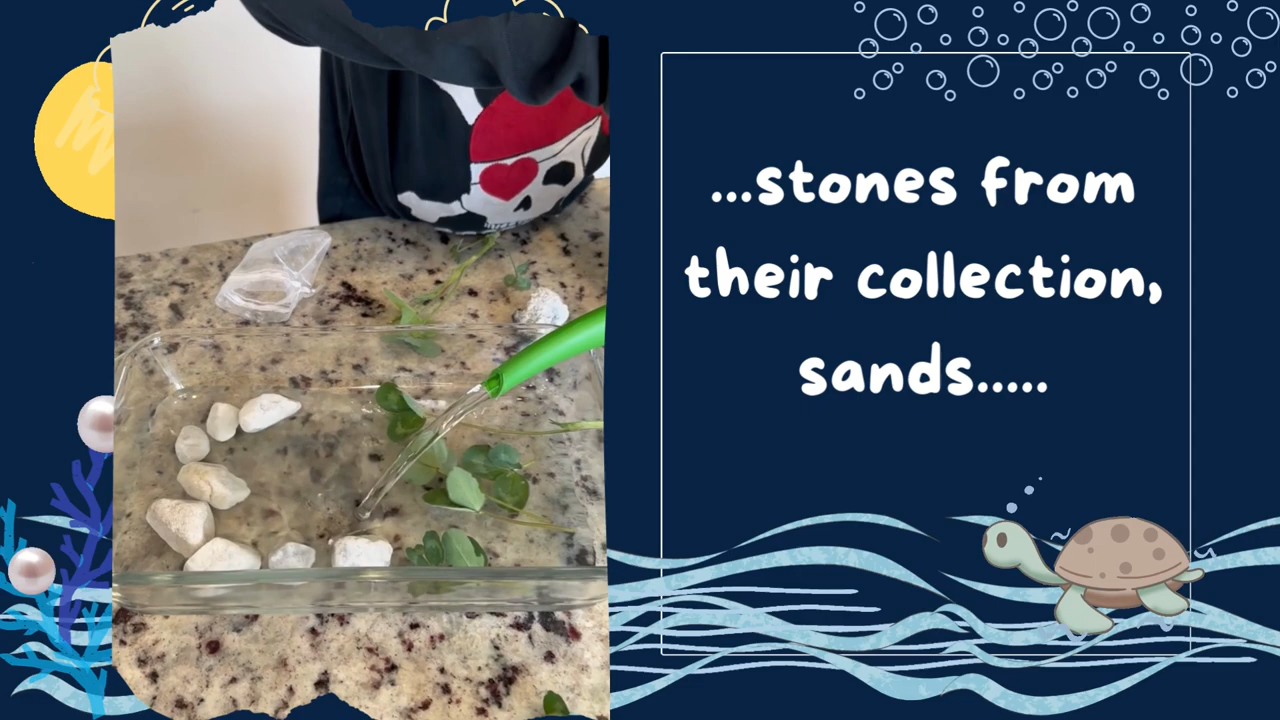 ...stones from
their collection,
sands.....